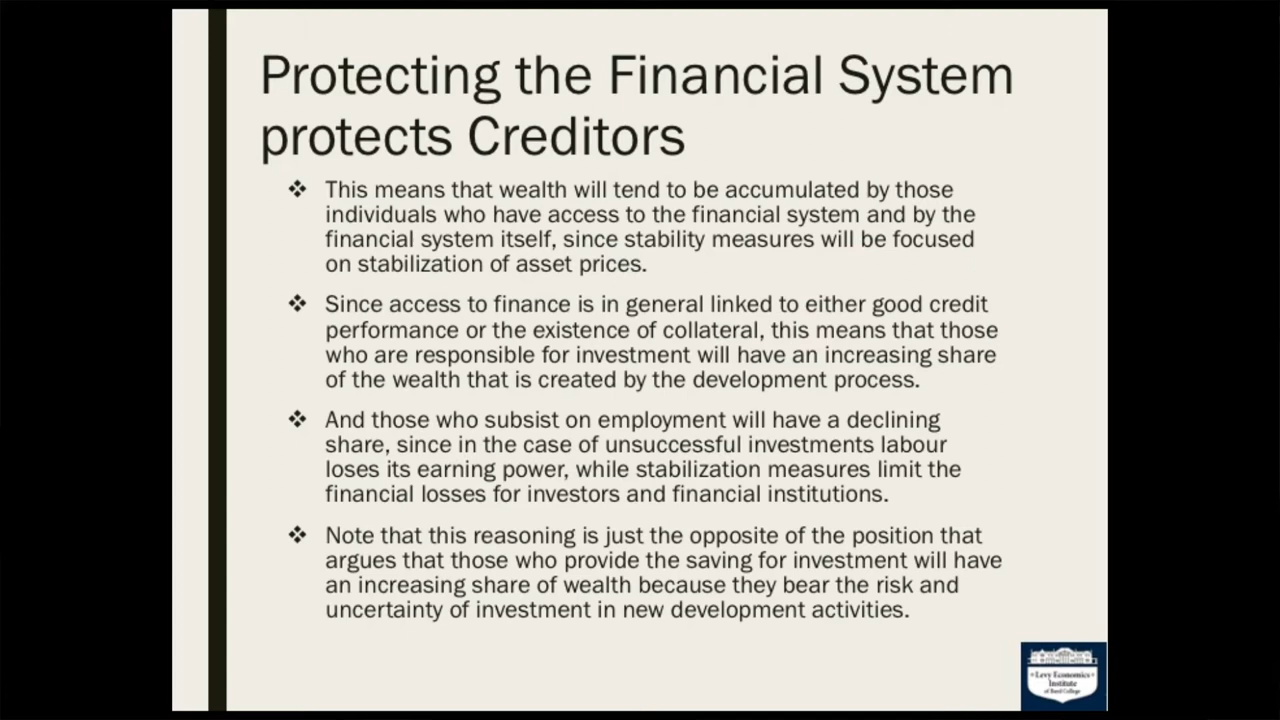 Protecting the Financial System
protects Creditors
❖ This means that wealth will tend to be accumulated by those
individuals who have access to the financial system and by the
financial system itself, since stability measures will be focused
on stabilization of asset prices.
❖ Since access to finance is in general linked to either good credit
performance or the existence of collateral, this means that those
who are responsible for investment will have an increasing share
of the wealth that is created by the development process.
❖ And those who subsist on employment will have a declining
share, since in the case of unsuccessful investments labour
loses its earning power, while stabilization measures limit the
financial losses for investors and financial institutions.
❖ Note that this reasoning is just the opposite of the position that
argues that those who provide the saving for investment will have
an increasing share of wealth because they bear the risk and
uncertainty of investment in new development activities.
Levy Economics
Institute
of Bard College